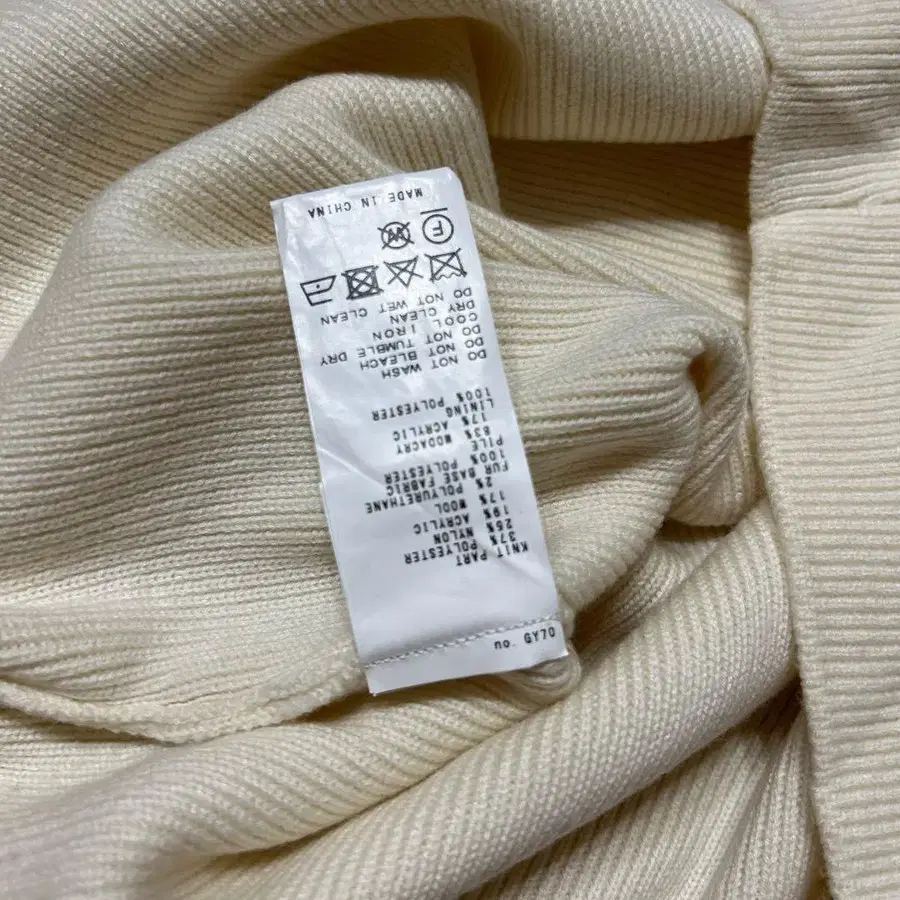 no. GY70
KNIT PART
37% POLYESTER
25% NYLON
19% ACRYLIC
17% WOOL
2% POLYURETHANE
FUR BASE FABRIC
100% POLYESTER
PILE
83% MODACRY
17% ACRYLIC
LINING
100% POLYESTER
DO NOT WASH
DO NOT BLEACH
DO NOT TUMBLE DRY
COOL IRON
DRY CLEAN
DO NOT WET CLEAN
F W
MADE IN CHINA